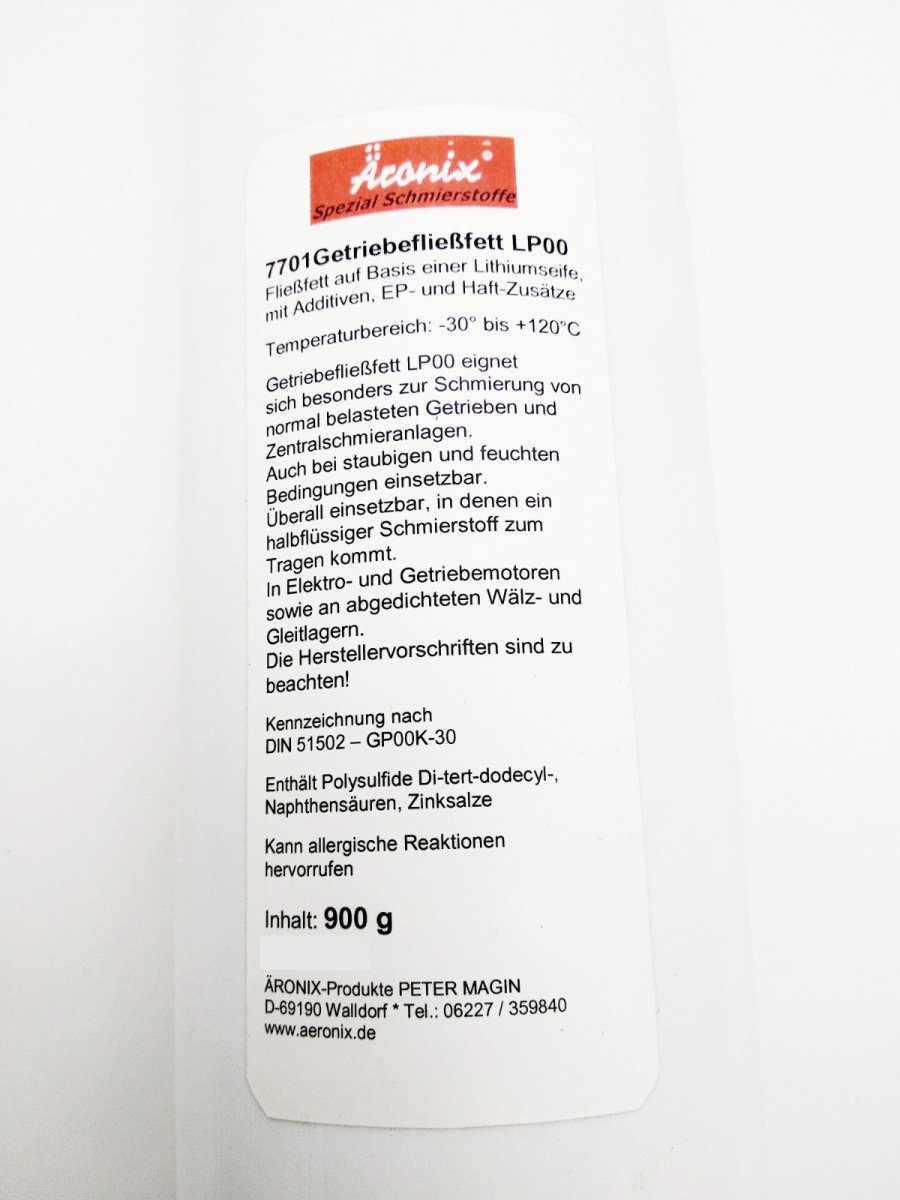 Äronix
Spezial Schmierstoffe
7701Getriebefließfett LP00
Fließfett auf Basis einer Lithiumseife,
mit Additiven, EP- und Haft-Zusätze
Temperaturbereich: -30° bis +120°C
Getriebefließfett LP00 eignet
sich besonders zur Schmierung von
normal belasteten Getrieben und
Zentralschmieranlagen.
Auch bei staubigen und feuchten
Bedingungen einsetzbar.
Überall einsetzbar, in denen ein
halbflüssiger Schmierstoff zum
Tragen kommt.
In Elektro- und Getriebemotoren
sowie an abgedichteten Wälz- und
Gleitlagern.
Die Herstellervorschriften sind zu
beachten!
Kennzeichnung nach
DIN 51502 – GP00K-30
Enthält Polysulfide Di-tert-dodecyl-,
Naphthensäuren, Zinksalze
Kann allergische Reaktionen
hervorrufen
Inhalt: 900 g
ÄRONIX-Produkte PETER MAGIN
D-69190 Walldorf * Tel.: 06227 / 359840
www.aeronix.de